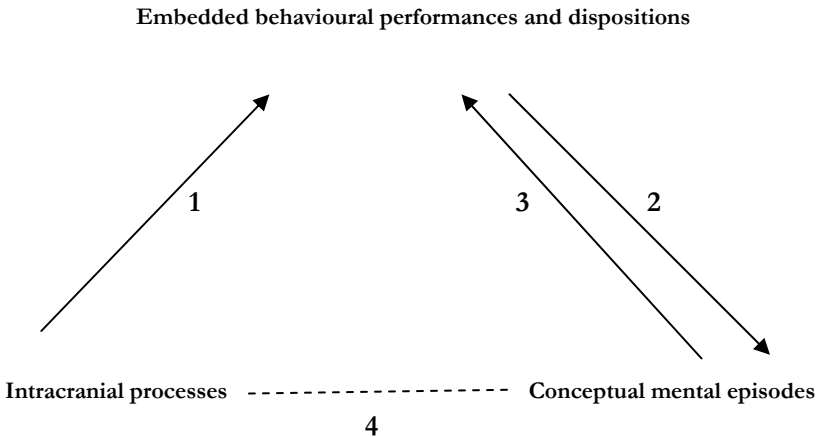 Embedded behavioural performances and dispositions
1
3
2
Intracranial processes
Conceptual mental episodes
4